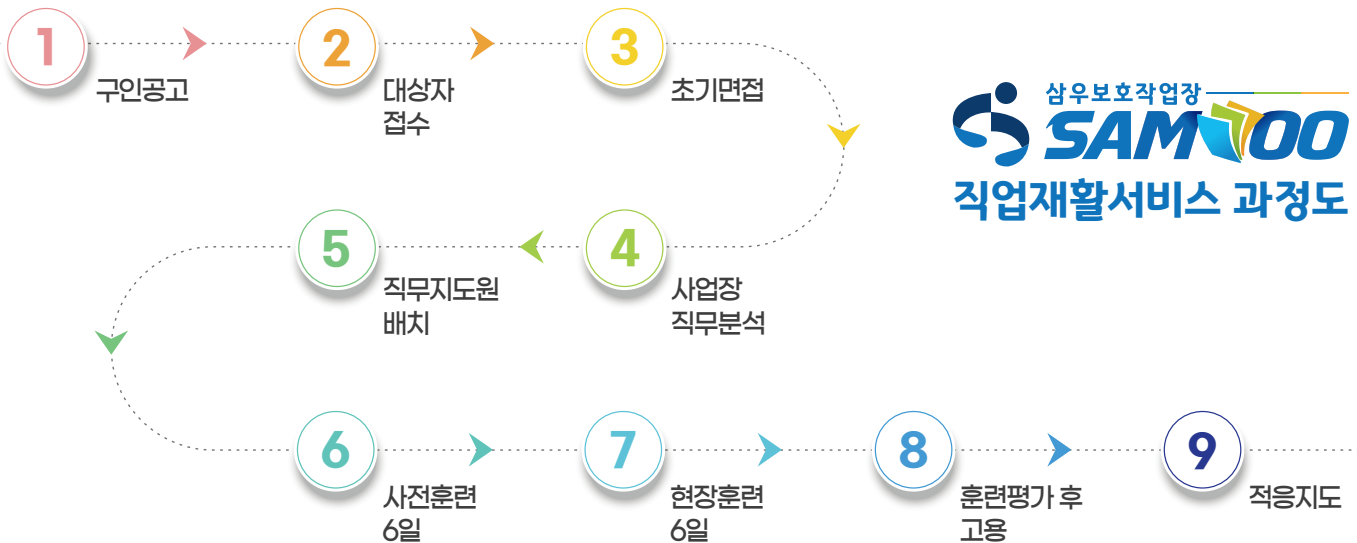 1
구인공고
2
대상자
접수
3
초기면접
삼우보호작업장
SAMWOO
직업재활서비스 과정도
4
사업장
직무분석
5
직무지도원
배치
6
사전훈련
6일
7
현장훈련
6일
8
훈련평가 후
고용
9
적응지도